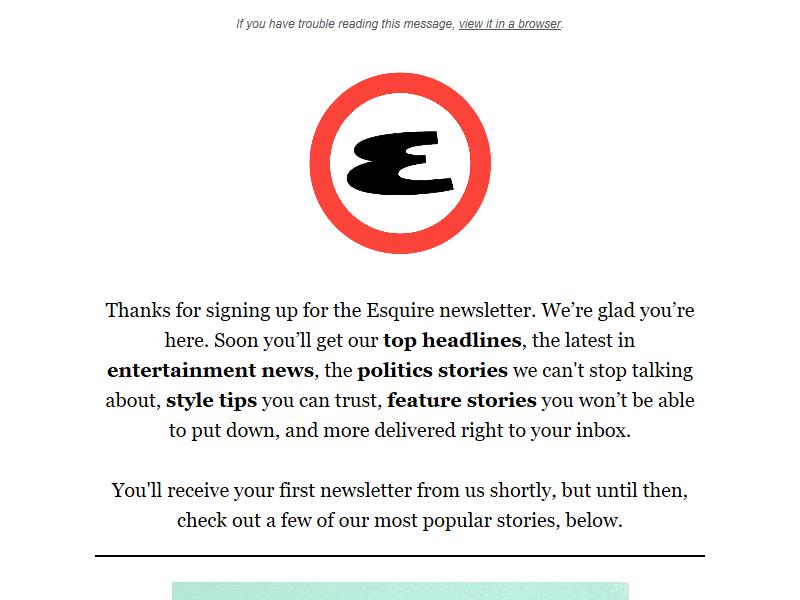 If you have trouble reading this message, view it in a browser.
E
Thanks for signing up for the Esquire newsletter. We’re glad you’re
here. Soon you’ll get our top headlines, the latest in
entertainment news, the politics stories we can't stop talking
about, style tips you can trust, feature stories you won’t be able
to put down, and more delivered right to your inbox.
You'll receive your first newsletter from us shortly, but until then,
check out a few of our most popular stories, below.